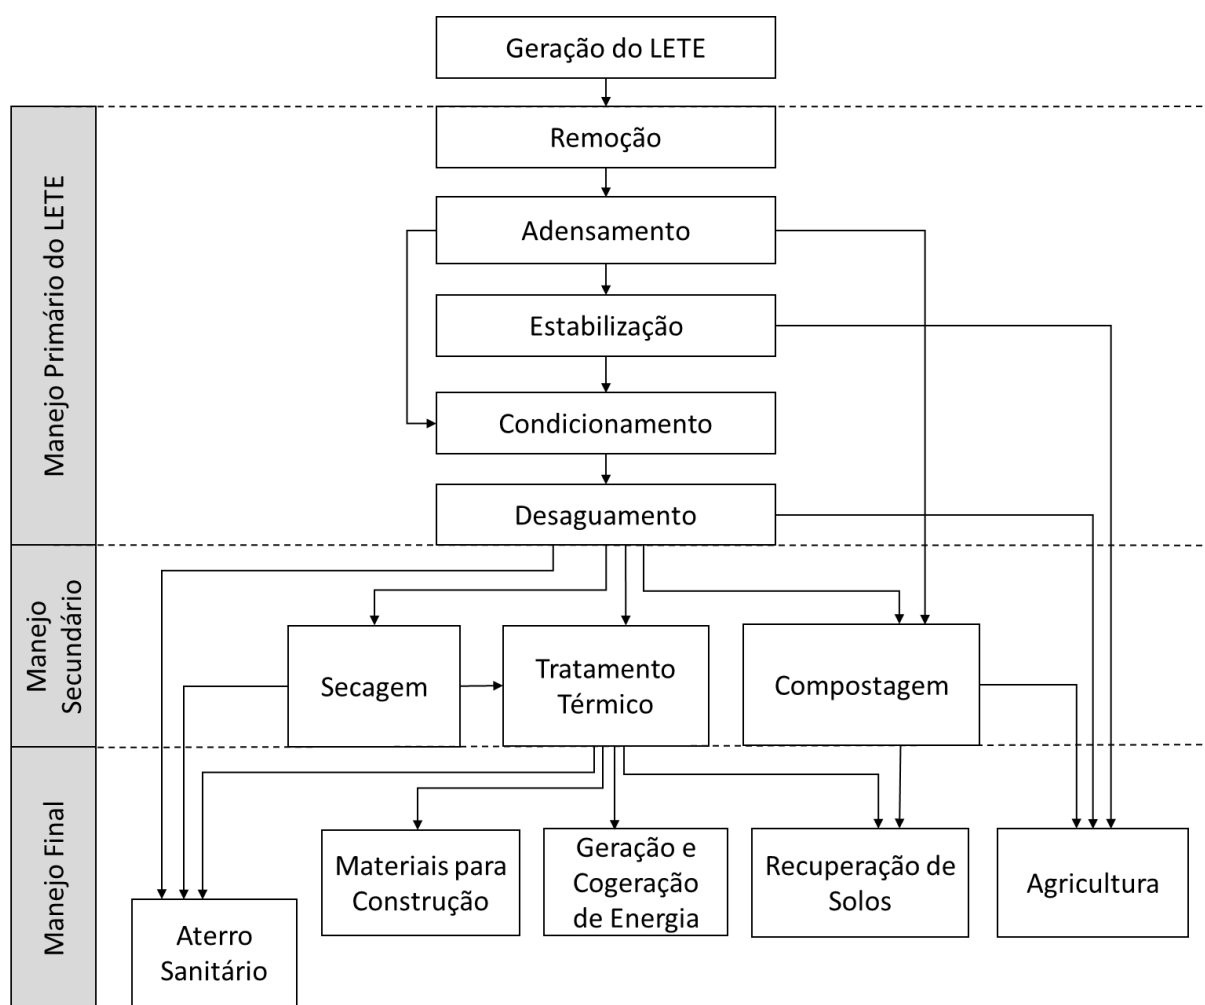 Geração do LETE
Manejo Primário do LETE
Remoção
Adensamento
Estabilização
Condicionamento
Desaguamento
Manejo
Secundário
Secagem
Tratamento
Térmico
Compostagem
Manejo Final
Aterro
Sanitário
Materiais para
Construção
Geração e
Cogeração
de Energia
Recuperação de
Solos
Agricultura